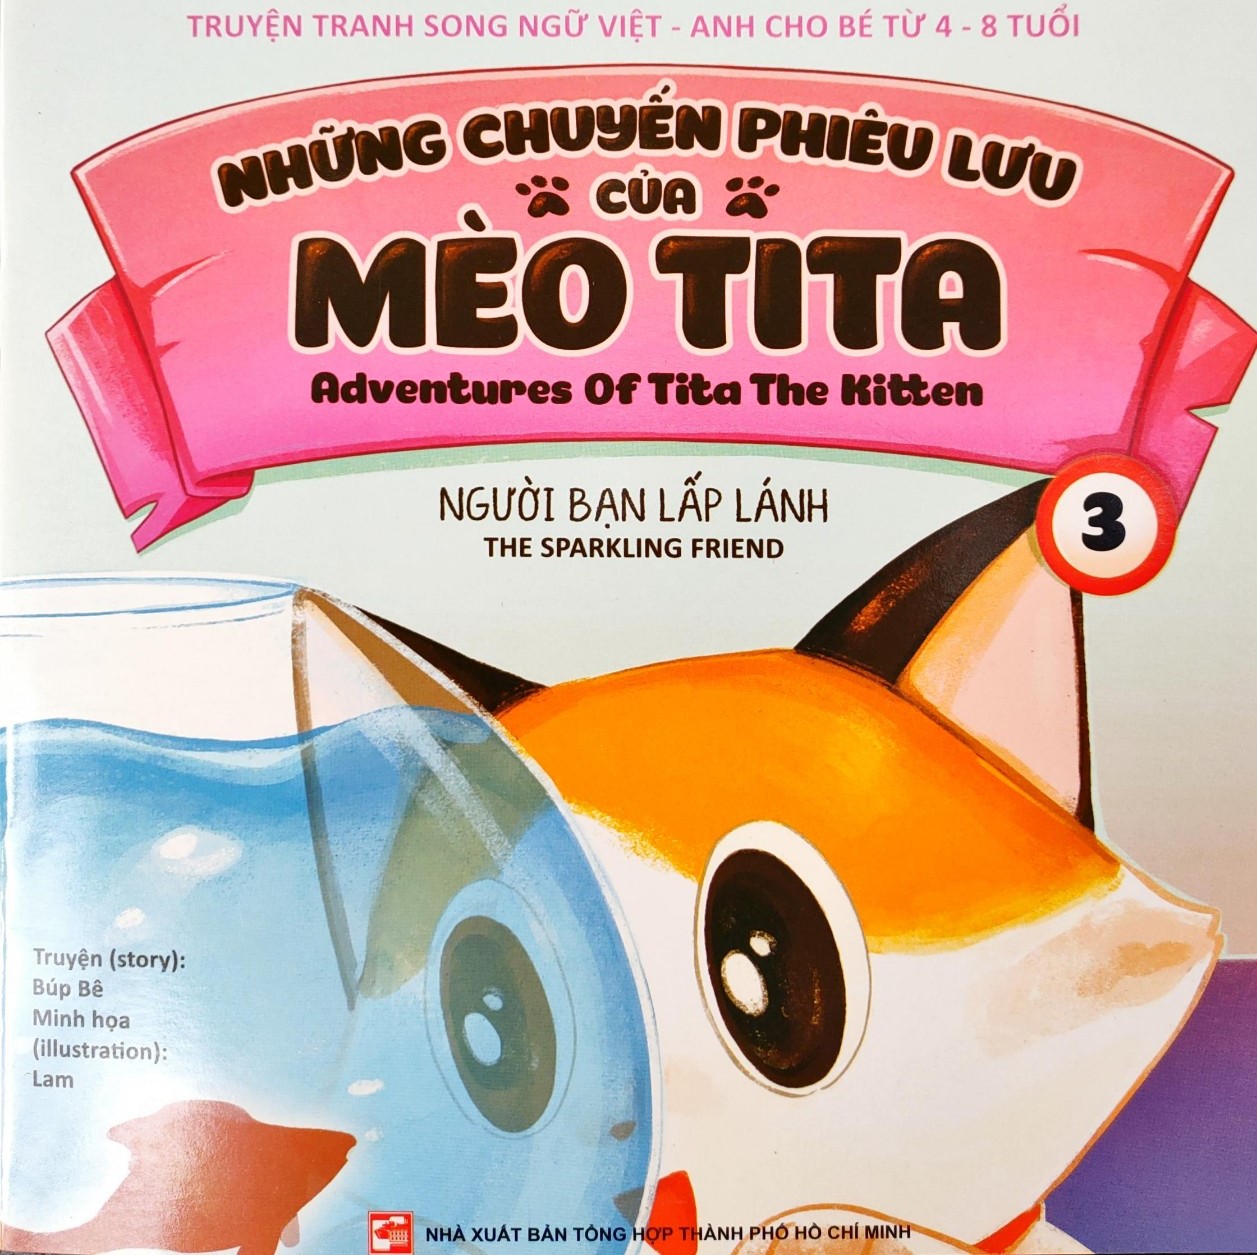 TRUYỆN TRANH SONG NGỮ VIỆT - ANH CHO BÉ TỪ 4 - 8 TUỔI
NHỮNG CHUYẾN PHIÊU LƯU
CỦA
MÈO TITA
Adventures Of Tita The Kitten
NGƯỜI BẠN LẤP LÁNH
THE SPARKLING FRIEND
3
Truyện (story):
Búp Bê
Minh họa
(illustration):
Lam
NHÀ XUẤT BẢN TỔNG HỢP THÀNH PHỐ HỒ CHÍ MINH